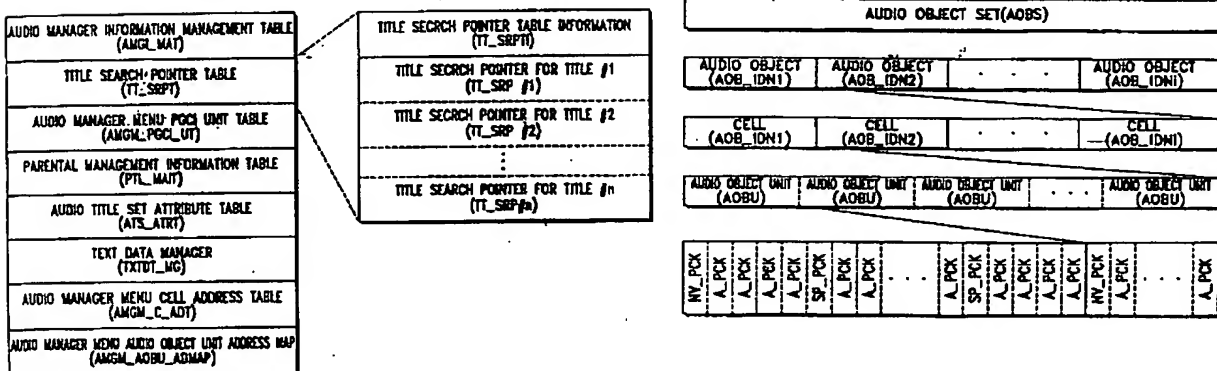 AUDIO MANAGER INFORMATION MANAGEMENT TABLE
(AMGI_MAT)
TITLE SEARCH POINTER TABLE
(TT_SRPT)
AUDIO MANAGER MENU PGCI UNIT TABLE
(AMGM_PGCI_UT)
PARENTAL MANAGEMENT INFORMATION TABLE
(PTL_MAIT)
AUDIO TITLE SET ATTRIBUTE TABLE
(ATS_ATRT)
TEXT DATA MANAGER
(TXTDT_MG)
AUDIO MANAGER MENU CELL ADDRESS TABLE
(AMGM_C_ADT)
AUDIO MANAGER MENU AUDIO OBJECT UNIT ADDRESS MAP
(AMGM_AOBU_ADMAP)
TITLE SECRCH POINTER TABLE INFORMATION
(TT_SRPTI)
TITLE SECRCH POINTER FOR TITLE #1
(TT_SRP #1)
TITLE SECRCH POINTER FOR TITLE #2
(TT_SRP #2)
TITLE SEARCH POINTER FOR TITLE #n
(TT_SRP#n)
AUDIO OBJECT SET(AOBS)
AUDIO OBJECT AUDIO OBJECT . . . AUDIO OBJECT
(AOB_IDN1) (AOB_IDN2) (AOB_IDNi)
CELL CELL . . . CELL
(AOB_IDN1) (AOB_IDN2) (AOB_IDNi)
AUDIO OBJECT UNIT AUDIO OBJECT UNIT AUDIO OBJECT UNIT . . . . AUDIO OBJECT UNIT
(AOBU) (AOBU) (AOBU) (AOBU)
NV_PCK A_PCK A_PCK A_PCK A_PCK SP_PCK A_PCK A_PCK . . . A_PCK SP_PCK A_PCK A_PCK A_PCK A_PCK NV_PCK A_PCK . . . A_PCK